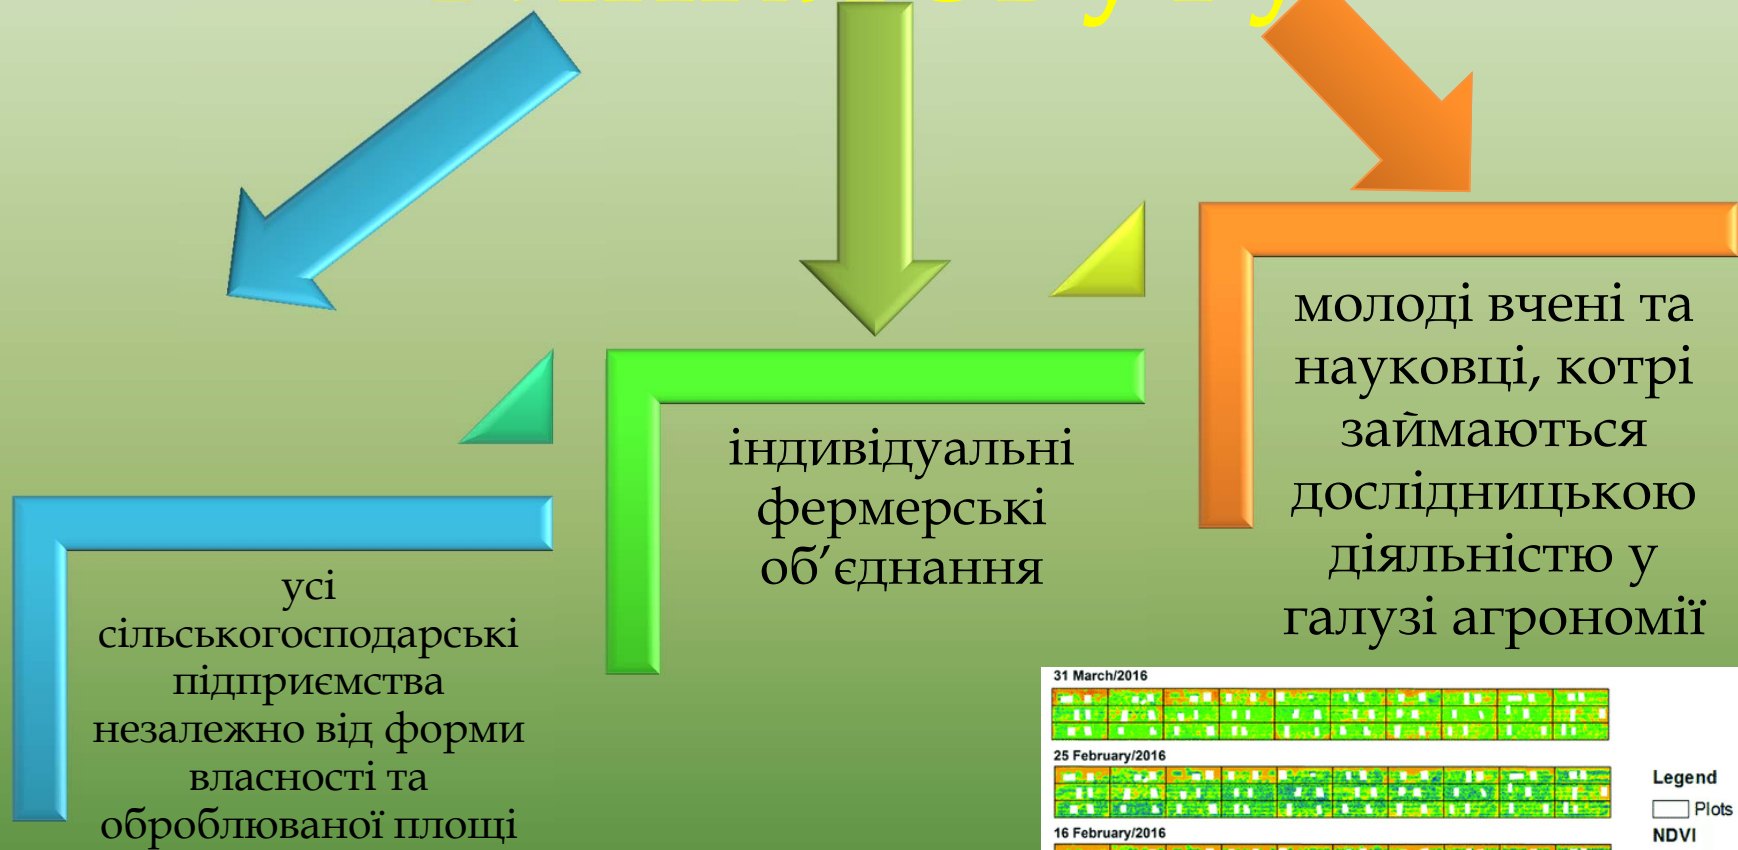 усі
сільськогосподарські
підприємства
незалежно від форми
власності та
оброблюваної площі
індивідуальні
фермерські
об’єднання
молоді вчені та
науковці, котрі
займаються
дослідницькою
діяльністю у
галузі агрономії
31 March/2016
25 February/2016
16 February/2016
Legend
Plots
NDVI